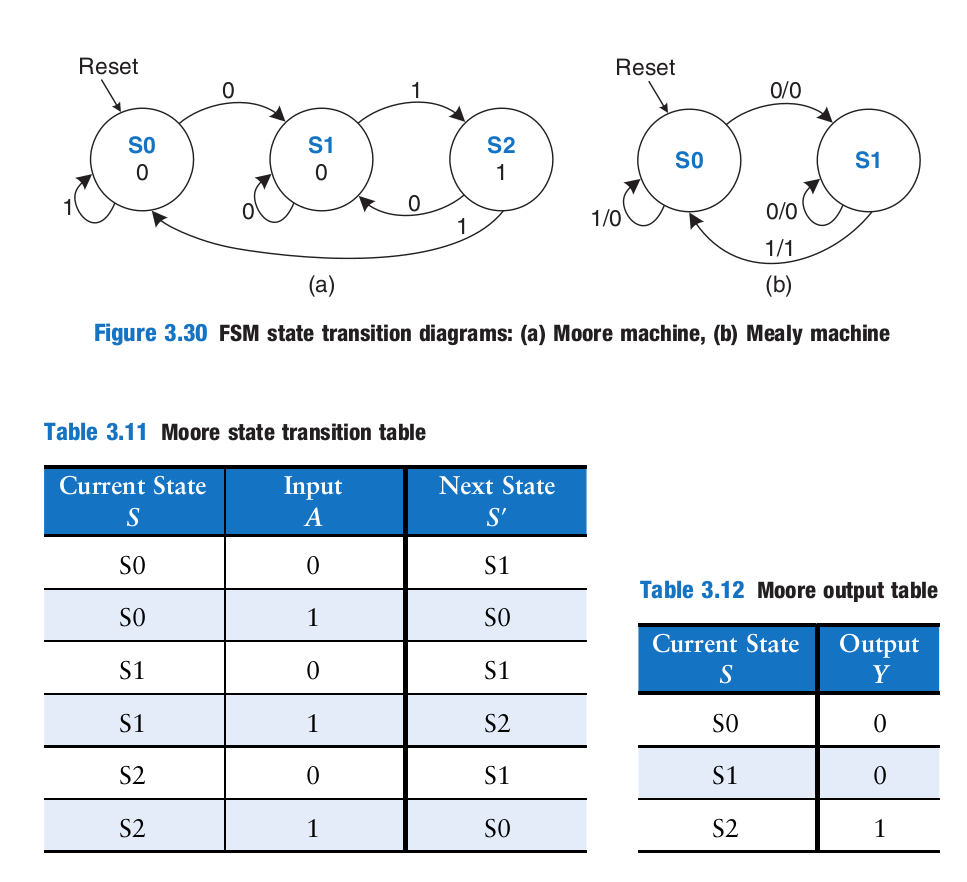 Reset
0
1
S0
0
S1
0
S2
1
1
0
0
1
(a)
Reset
0/0
S0
S1
1/0
0/0
1/1
(b)
Figure 3.30 FSM state transition diagrams: (a) Moore machine, (b) Mealy machine
Table 3.11 Moore state transition table
Current State Input Next State
S A S′
S0 0 S1
S0 1 S0
S1 0 S1
S1 1 S2
S2 0 S1
S2 1 S0
Table 3.12 Moore output table
Current State Output
S Y
S0 0
S1 0
S2 1